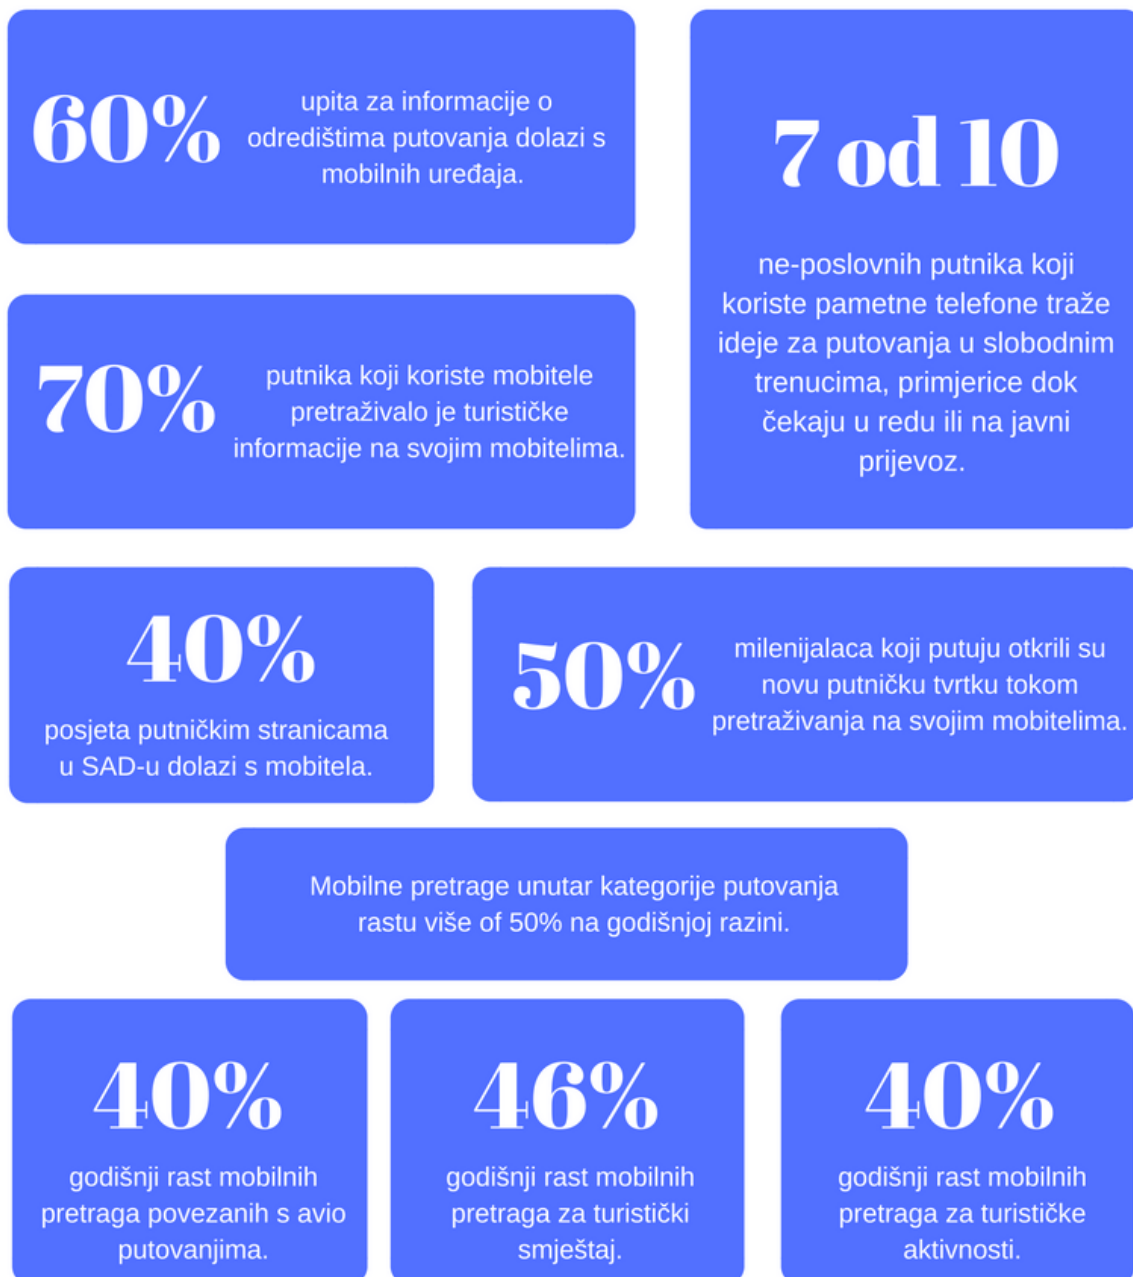 60%
upita za informacije o
odredištima putovanja dolazi s
mobilnih uređaja.
7 od 10
ne-poslovnih putnika koji
koriste pametne telefone traže
ideje za putovanja u slobodnim
trenucima, primjerice dok
čekaju u redu ili na javni
prijevoz.
70%
putnika koji koriste mobitele
pretraživalo je turističke
informacije na svojim mobitelima.
40%
posjeta putničkim stranicama
u SAD-u dolazi s mobitela.
50%
milenijalaca koji putuju otkrili su
novu putničku tvrtku tokom
pretraživanja na svojim mobitelima.
Mobilne pretrage unutar kategorije putovanja
rastu više of 50% na godišnjoj razini.
40%
godišnji rast mobilnih
pretraga povezanih s avio
putovanjima.
46%
godišnji rast mobilnih
pretraga za turistički
smještaj.
40%
godišnji rast mobilnih
pretraga za turističke
aktivnosti.